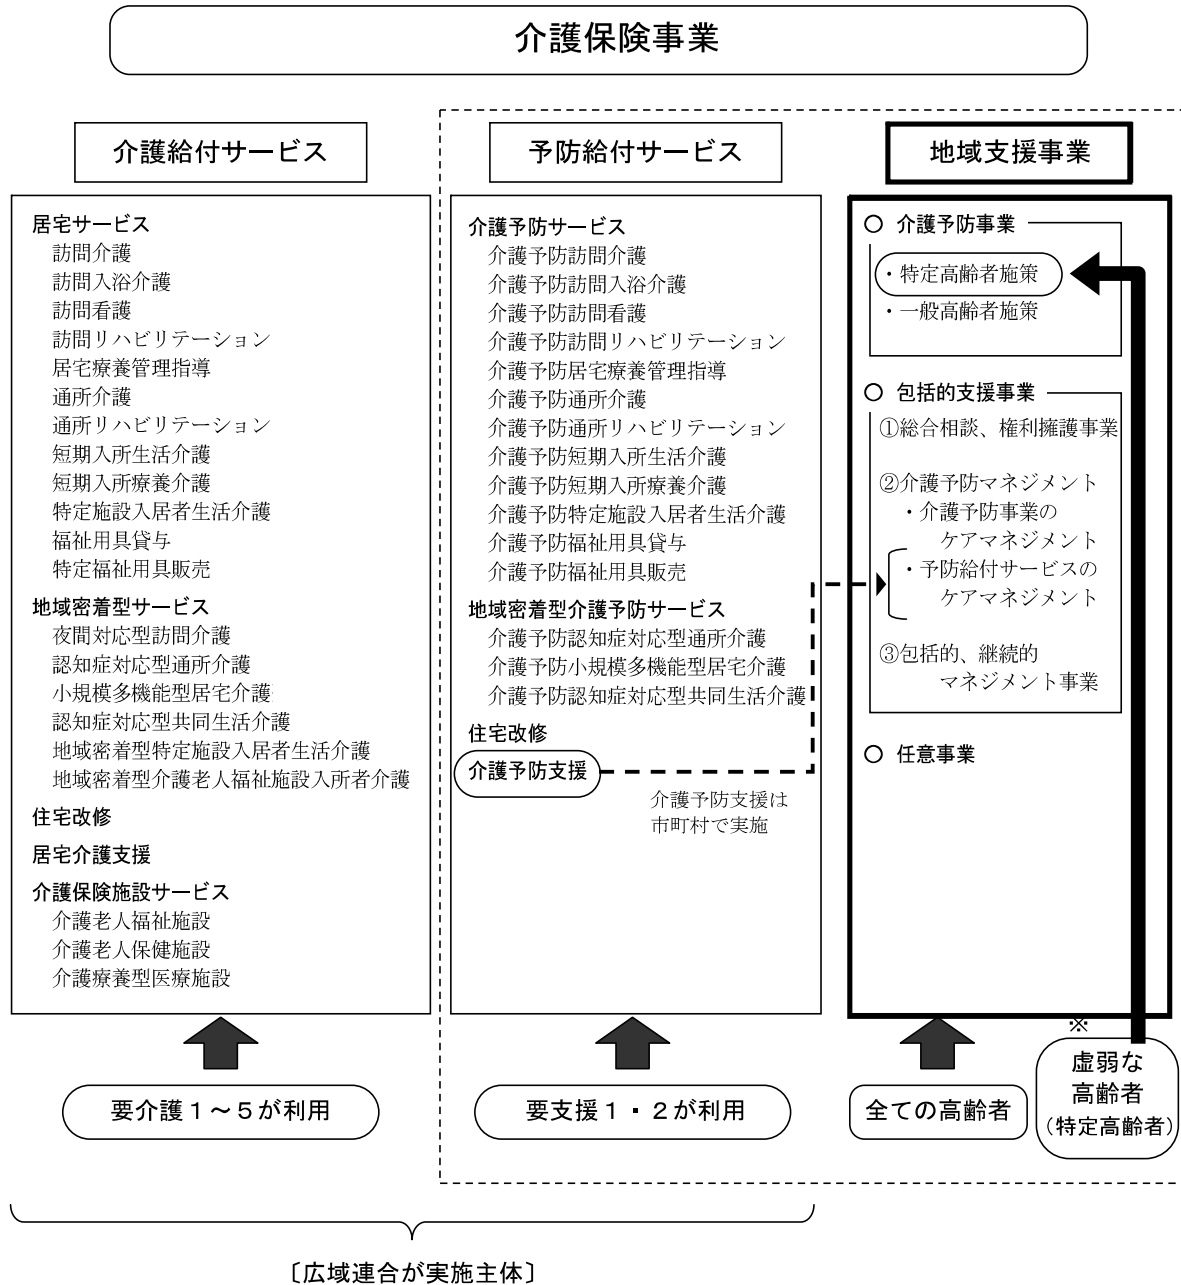 介護保険事業
介護給付サービス
居宅サービス
訪問介護
訪問入浴介護
訪問看護
訪問リハビリテーション
居宅療養管理指導
通所介護
通所リハビリテーション
短期入所生活介護
短期入所療養介護
特定施設入居者生活介護
福祉用具貸与
特定福祉用具販売
地域密着型サービス
夜間対応型訪問介護
認知症対応型通所介護
小規模多機能型居宅介護
認知症対応型共同生活介護
地域密着型特定施設入居者生活介護
地域密着型介護老人福祉施設入所者介護
住宅改修
居宅介護支援
介護保険施設サービス
介護老人福祉施設
介護老人保健施設
介護療養型医療施設
要介護１～５が利用
予防給付サービス
介護予防サービス
介護予防訪問介護
介護予防訪問入浴介護
介護予防訪問看護
介護予防訪問リハビリテーション
介護予防居宅療養管理指導
介護予防通所介護
介護予防通所リハビリテーション
介護予防短期入所生活介護
介護予防短期入所療養介護
介護予防特定施設入居者生活介護
介護予防福祉用具貸与
介護予防福祉用具販売
地域密着型介護予防サービス
介護予防認知症対応型通所介護
介護予防小規模多機能型居宅介護
介護予防認知症対応型共同生活介護
住宅改修
介護予防支援
介護予防支援は
市町村で実施
要支援１・２が利用
地域支援事業
○ 介護予防事業
・特定高齢者施策
・一般高齢者施策
○ 包括的支援事業
①総合相談、権利擁護事業
②介護予防マネジメント
・介護予防事業の
ケアマネジメント
・予防給付サービスの
ケアマネジメント
③包括的、継続的
マネジメント事業
○ 任意事業
全ての高齢者
※
虚弱な
高齢者
（特定高齢者）
〔広域連合が実施主体〕